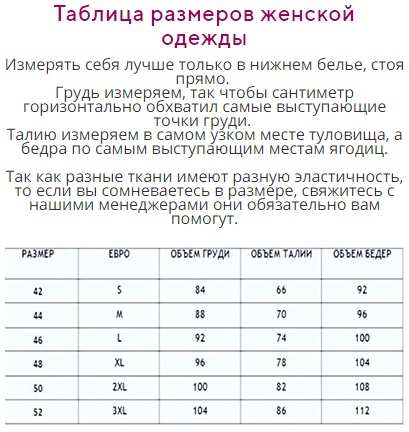 Таблица размеров женской
одежды
Измерять себя лучше только в нижнем белье, стоя
прямо.
Грудь измеряем, так чтобы сантиметр
горизонтально обхватил самые выступающие
точки груди.
Талию измеряем в самом узком месте туловища, а
бедра по самым выступающим местам ягодиц.
Так как разные ткани имеют разную эластичность,
то если вы сомневаетесь в размере, свяжитесь с
нашими менеджерами они обязательно вам
помогут.
РАЗМЕР ЕВРО ОБЪЕМ ГРУДИ ОБЪЕМ ТАЛИИ ОБЪЕМ БЕДЕР
42 S 84 66 92
44 M 88 70 96
46 L 92 74 100
48 XL 96 78 104
50 2XL 100 82 108
52 3XL 104 86 112